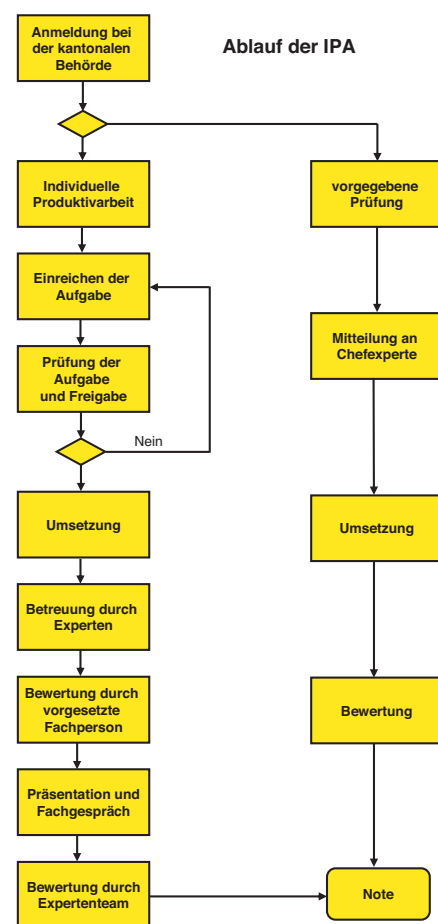 Ablauf der IPA
Anmeldung bei
der kantonalen
Behörde
Individuelle
Produktivarbeit
Einreichen der
Aufgabe
Prüfung der
Aufgabe
und Freigabe
Nein
Umsetzung
Betreuung durch
Experten
Bewertung durch
vorgesetzte
Fachperson
Präsentation und
Fachgespräch
Bewertung durch
Expertenteam
vorgegebene
Prüfung
Mitteilung an
Chefexperte
Umsetzung
Bewertung
Note